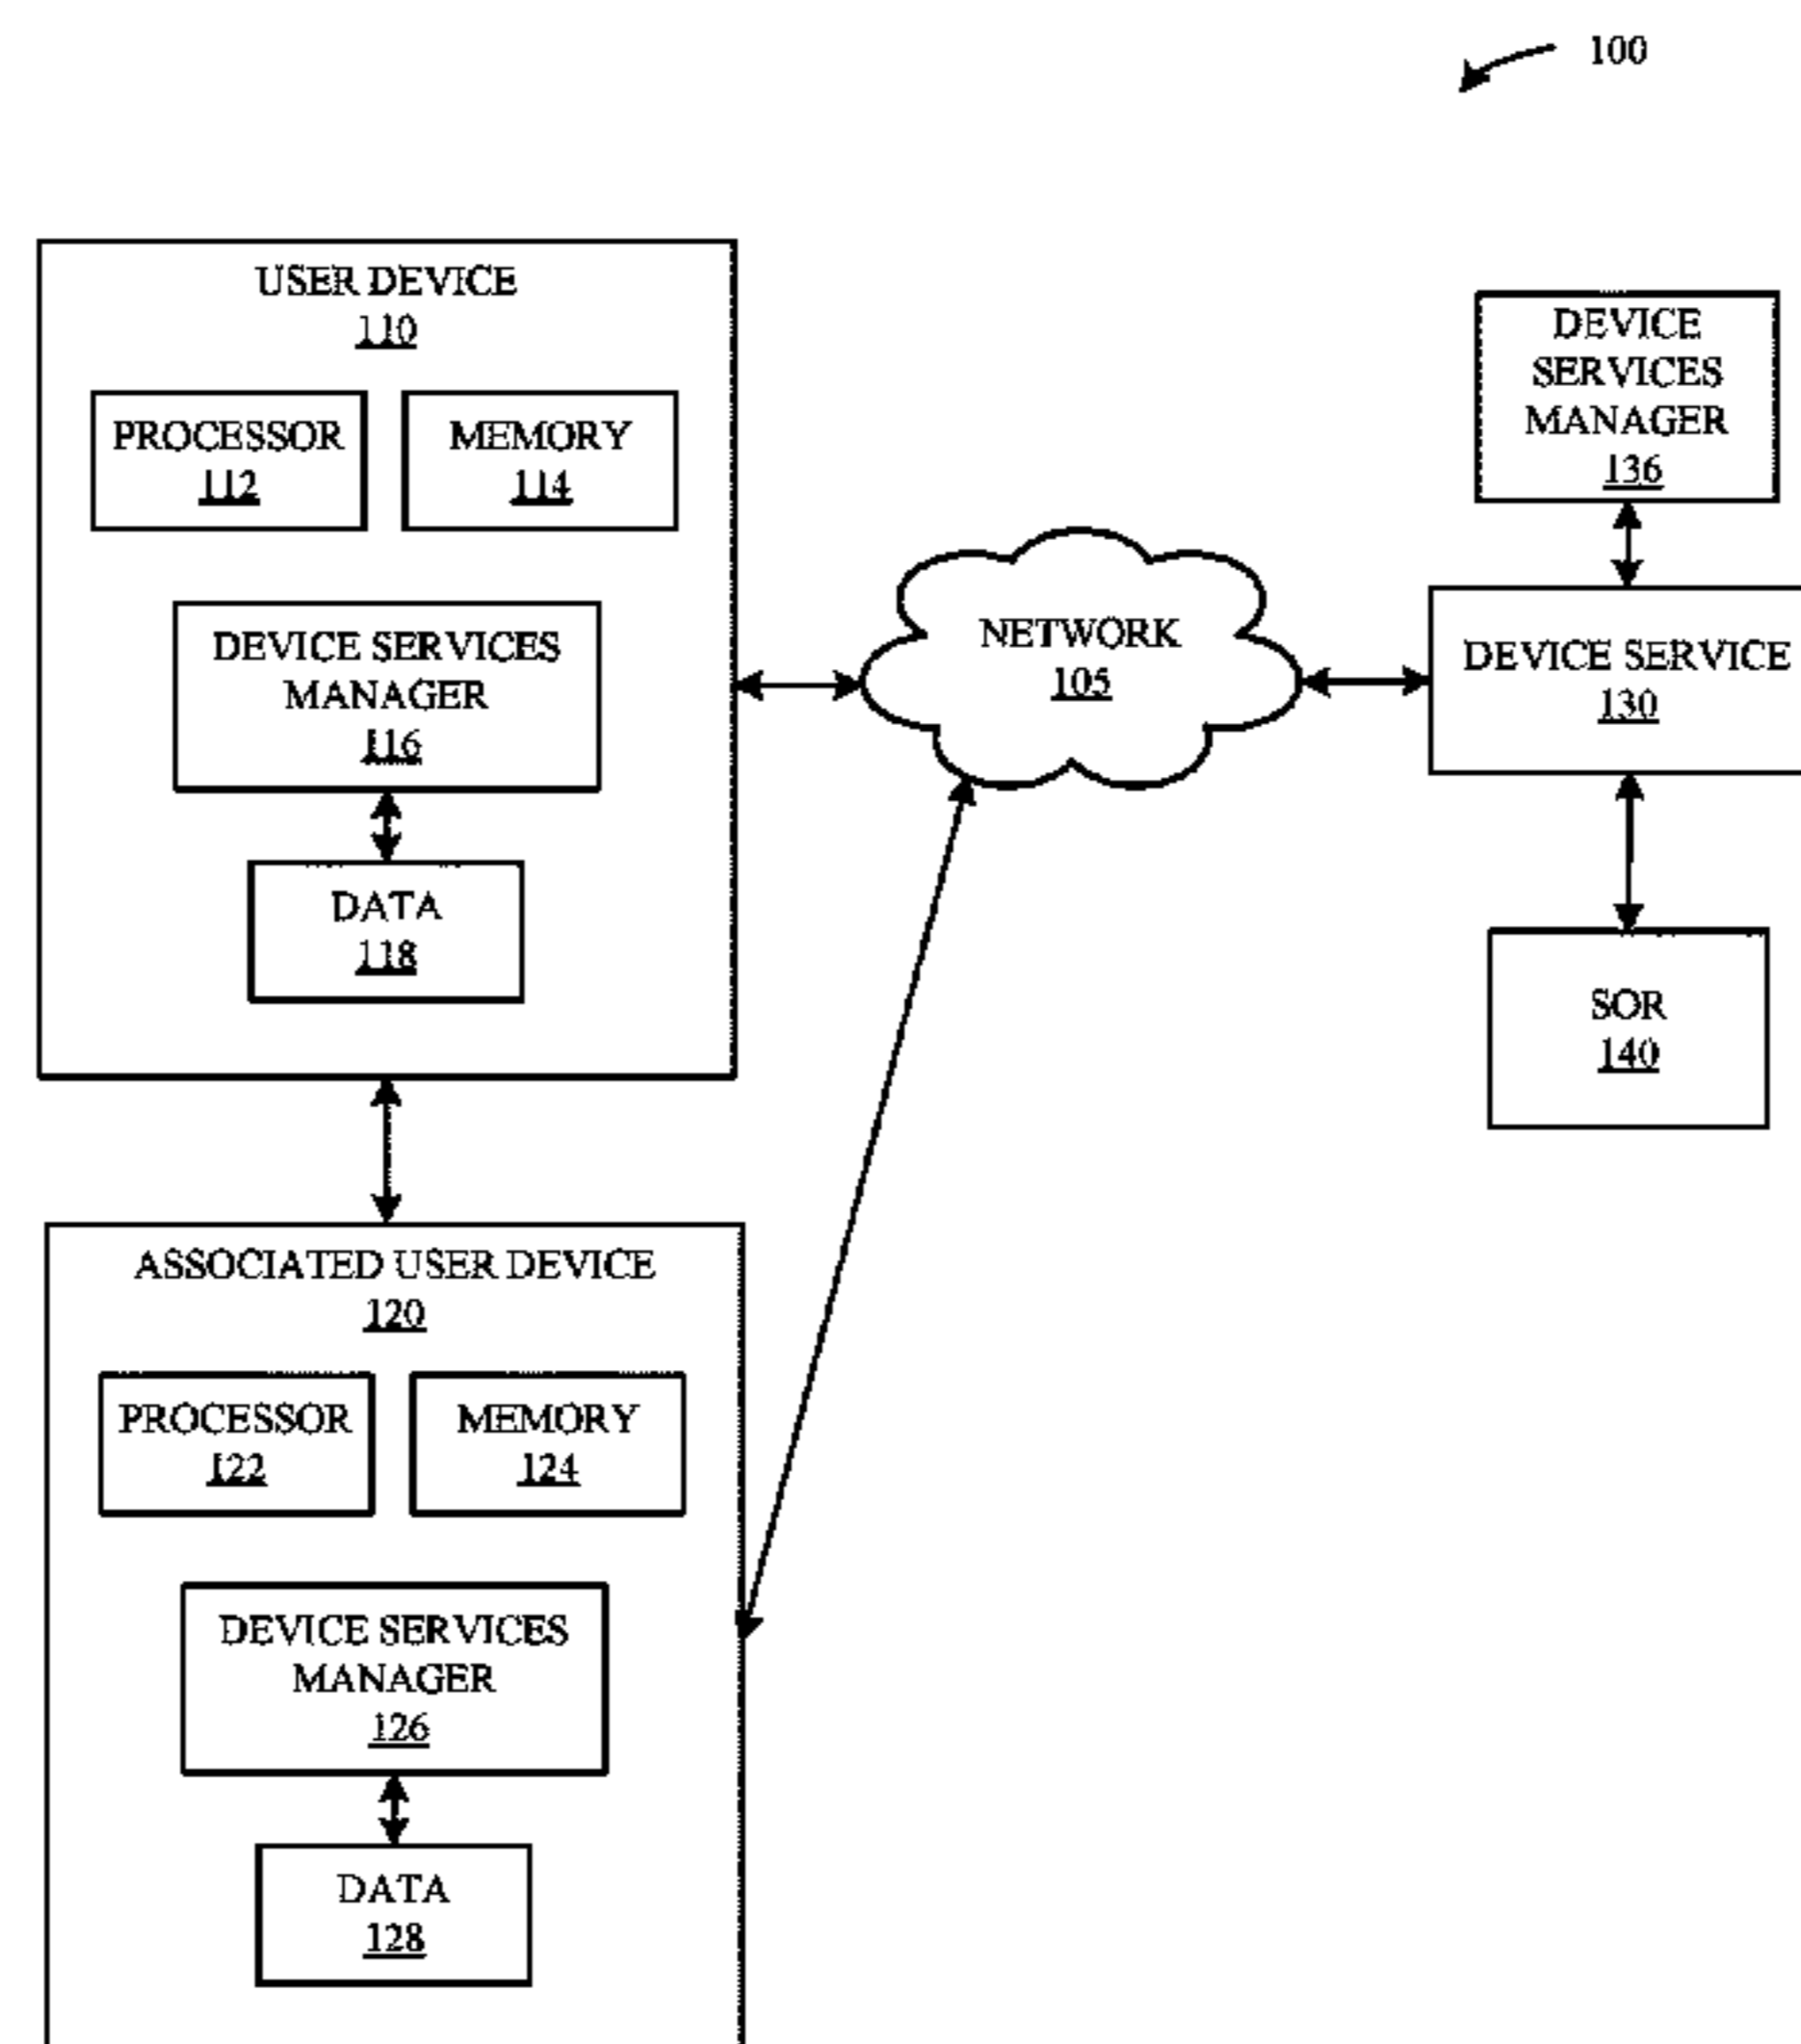 100
USER DEVICE
110
PROCESSOR
112
MEMORY
114
DEVICE SERVICES
MANAGER
116
DATA
118
NETWORK
105
DEVICE
SERVICES
MANAGER
136
DEVICE SERVICE
130
SOR
140
ASSOCIATED USER DEVICE
120
PROCESSOR
122
MEMORY
124
DEVICE SERVICES
MANAGER
126
DATA
128